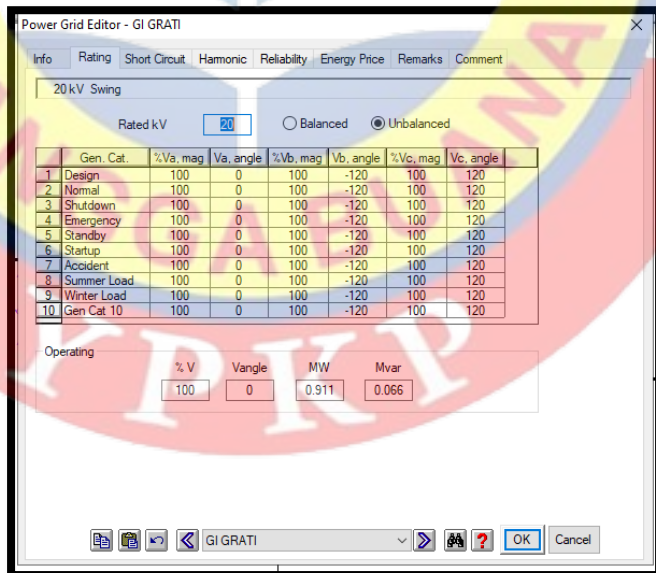 Power Grid Editor - GI GRATI
Info Rating Short Circuit Harmonic Reliability Energy Price Remarks Comment
20 kV Swing
Rated kV 20 Balanced Unbalanced
Gen. Cat. %Va, mag Va, angle %Vb, mag Vb, angle %Vc, mag Vc, angle
1 Design 100 0 100 -120 100 120
2 Normal 100 0 100 -120 100 120
3 Shutdown 100 0 100 -120 100 120
4 Emergency 100 0 100 -120 100 120
5 Standby 100 0 100 -120 100 120
6 Startup 100 0 100 -120 100 120
7 Accident 100 0 100 -120 100 120
8 Summer Load 100 0 100 -120 100 120
9 Winter Load 100 0 100 -120 100 120
10 Gen Cat 10 100 0 100 -120 100 120
Operating
% V Vangle MW Mvar
100 0 0.911 0.066
GI GRATI OK Cancel
YPKP